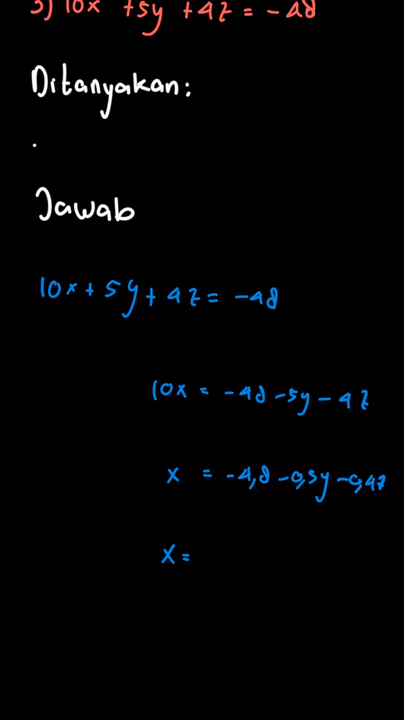 3) 10x + 5y + 4z = -48
Ditanyakan:
.
Jawab
10x + 5y + 4z = -48
10x = -48 - 5y - 4z
x = -4,8 - 0,5y - 0,4z
x =